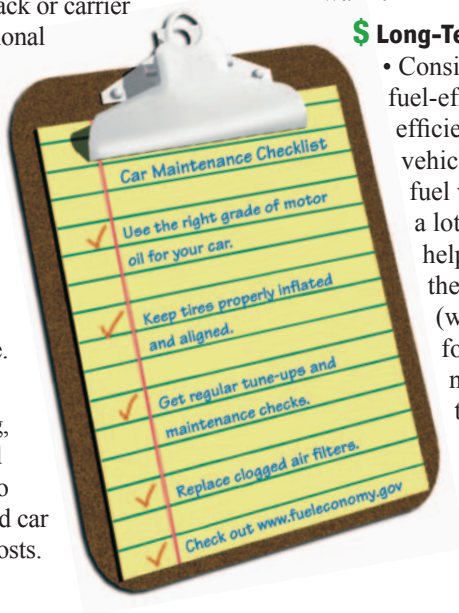 ack or carrier
ional
e.
g,
o
d car
osts.
Car Maintenance Checklist
Use the right grade of motor
oil for your car.
Keep tires properly inflated
and aligned.
Get regular tune-ups and
maintenance checks.
Replace clogged air filters.
Check out www.fueleconomy.gov
$ Long-Te
• Consi
fuel-eff
efficie
vehic
fuel
a lot
help
the
(w
fo